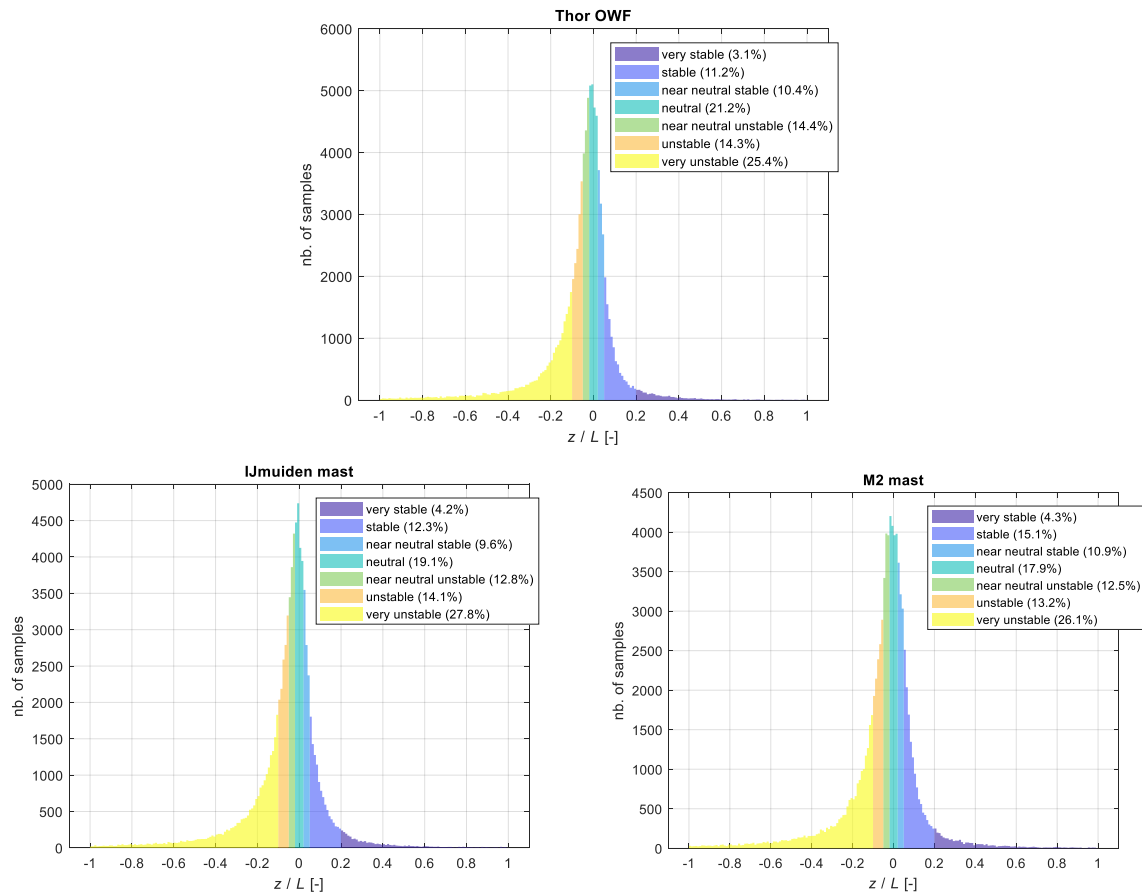 Thor OWF
6000
5000
4000
3000
2000
1000
0
nb. of samples
very stable (3.1%)
stable (11.2%)
near neutral stable (10.4%)
neutral (21.2%)
near neutral unstable (14.4%)
unstable (14.3%)
very unstable (25.4%)
-1 -0.8 -0.6 -0.4 -0.2 0 0.2 0.4 0.6 0.8 1
z / L [-]
IJmuiden mast
5000
4500
4000
3500
3000
2500
2000
1500
1000
500
0
nb. of samples
very stable (4.2%)
stable (12.3%)
near neutral stable (9.6%)
neutral (19.1%)
near neutral unstable (12.8%)
unstable (14.1%)
very unstable (27.8%)
-1 -0.8 -0.6 -0.4 -0.2 0 0.2 0.4 0.6 0.8 1
z / L [-]
M2 mast
4500
4000
3500
3000
2500
2000
1500
1000
500
0
nb. of samples
very stable (4.3%)
stable (15.1%)
near neutral stable (10.9%)
neutral (17.9%)
near neutral unstable (12.5%)
unstable (13.2%)
very unstable (26.1%)
-1 -0.8 -0.6 -0.4 -0.2 0 0.2 0.4 0.6 0.8 1
z / L [-]